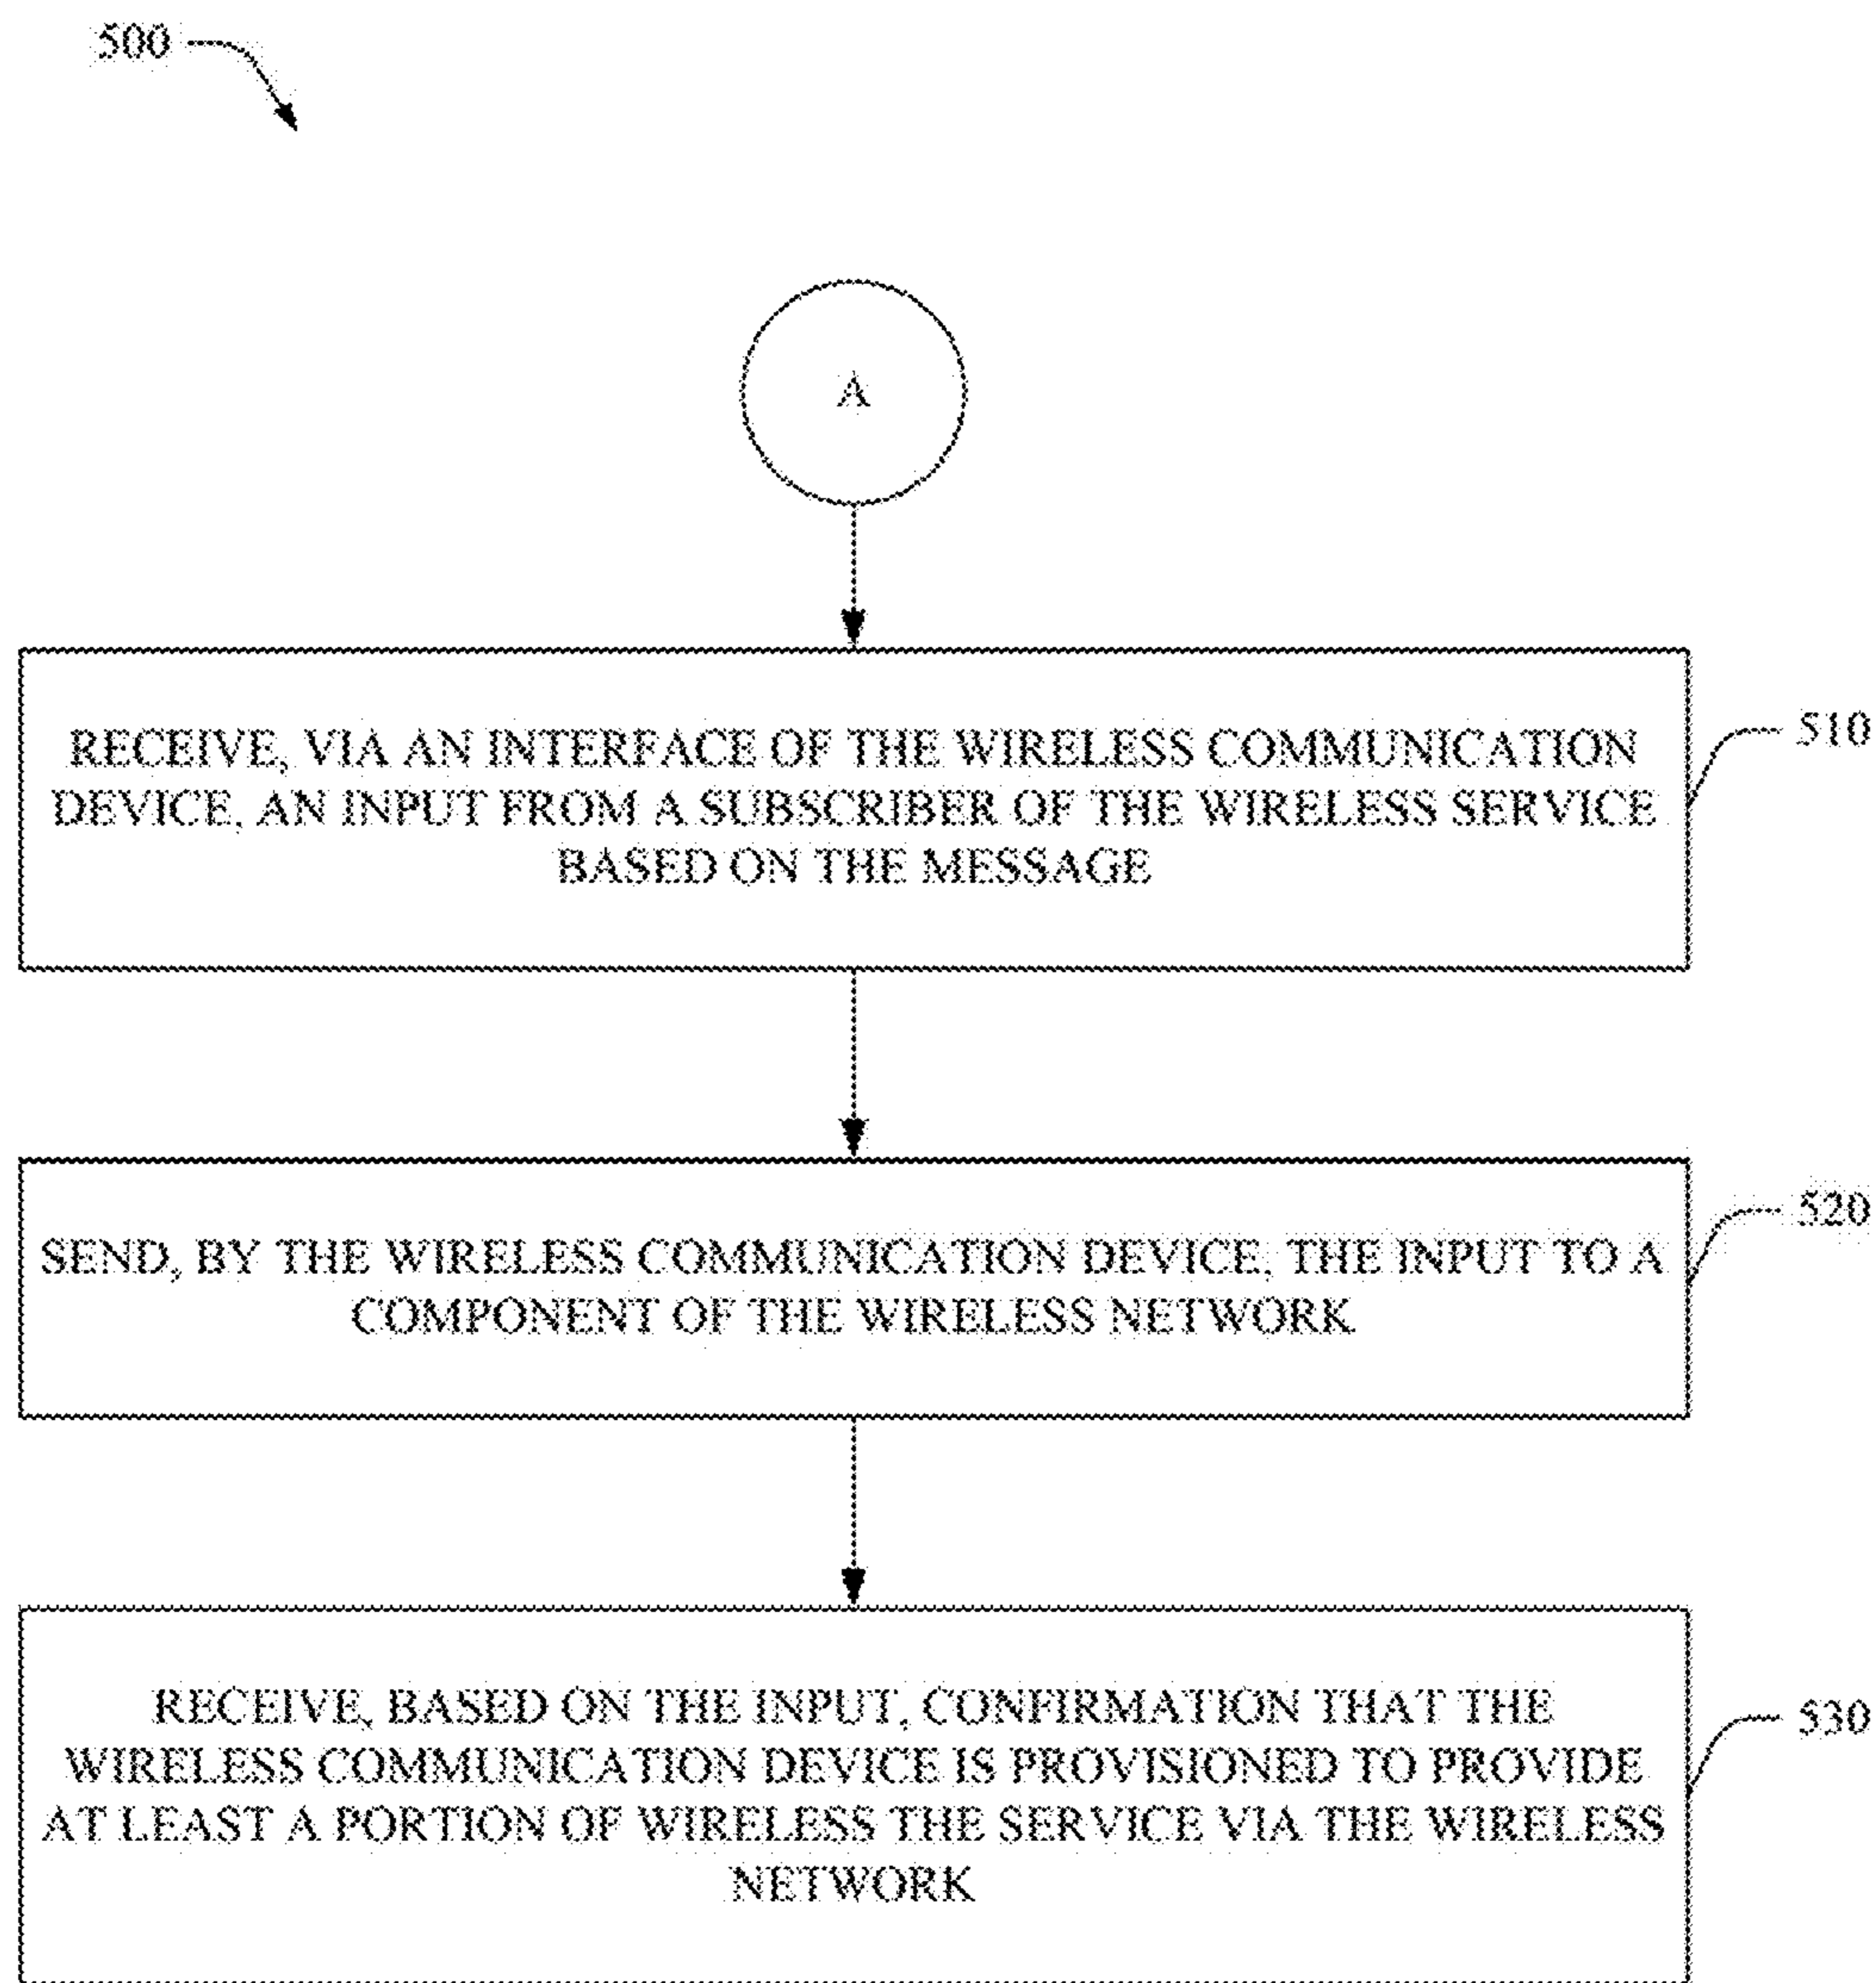 500
A
RECEIVE, VIA AN INTERFACE OF THE WIRELESS COMMUNICATION
DEVICE, AN INPUT FROM A SUBSCRIBER OF THE WIRELESS SERVICE
BASED ON THE MESSAGE
510
SEND, BY THE WIRELESS COMMUNICATION DEVICE, THE INPUT TO A
COMPONENT OF THE WIRELESS NETWORK
520
RECEIVE, BASED ON THE INPUT, CONFIRMATION THAT THE
WIRELESS COMMUNICATION DEVICE IS PROVISIONED TO PROVIDE
AT LEAST A PORTION OF WIRELESS THE SERVICE VIA THE WIRELESS
NETWORK
530